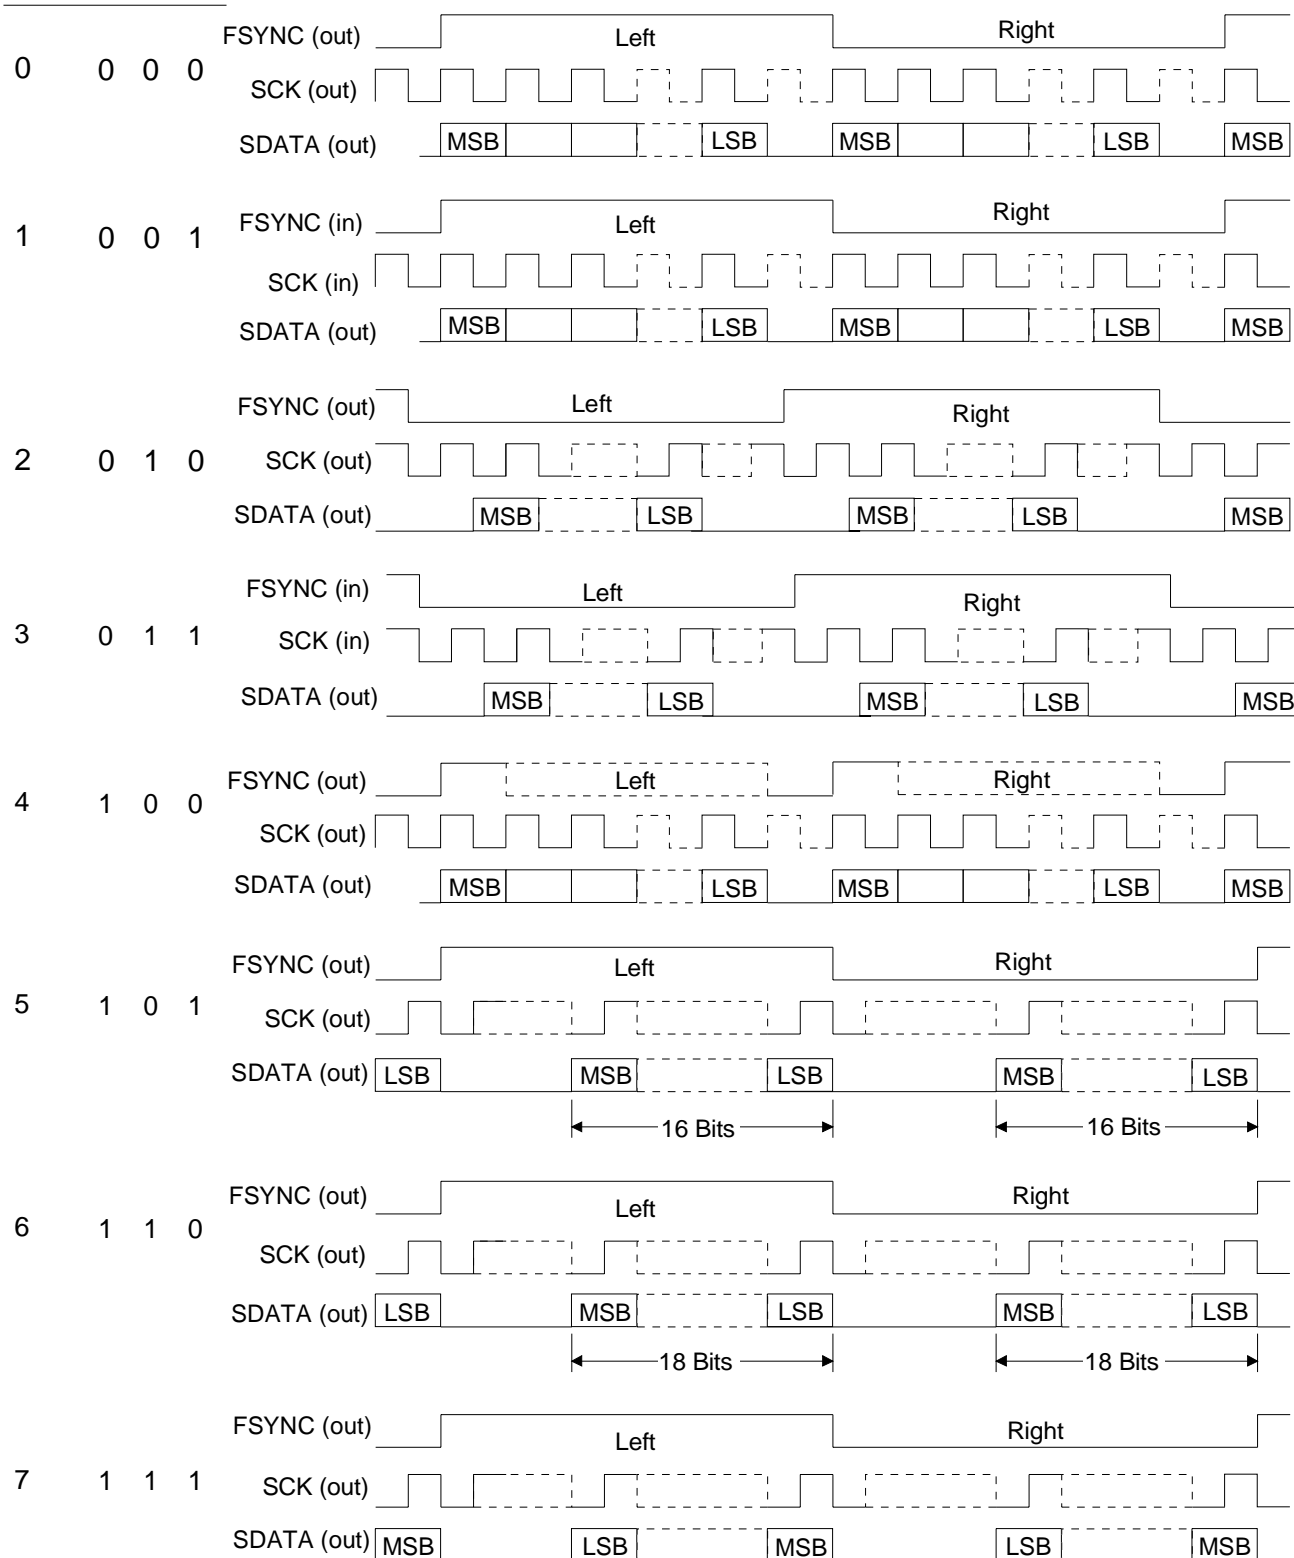 FSYNC (out) Left Right
0 0 0 0
SCK (out)
SDATA (out) MSB LSB MSB LSB MSB
FSYNC (in) Left Right
1 0 0 1
SCK (in)
SDATA (out) MSB LSB MSB LSB MSB
FSYNC (out) Left Right
2 0 1 0 SCK (out)
SDATA (out) MSB LSB MSB LSB MSB
FSYNC (in) Left Right
3 0 1 1 SCK (in)
SDATA (out) MSB LSB MSB LSB MSB
FSYNC (out) Left Right
4 1 0 0
SCK (out)
SDATA (out) MSB LSB MSB LSB MSB
FSYNC (out) Left Right
5 1 0 1 SCK (out)
SDATA (out) LSB MSB LSB MSB LSB
16 Bits 16 Bits
FSYNC (out) Left Right
6 1 1 0
SCK (out)
SDATA (out) LSB MSB LSB MSB LSB
18 Bits 18 Bits
FSYNC (out) Left Right
7 1 1 1 SCK (out)
SDATA (out) MSB LSB MSB LSB MSB